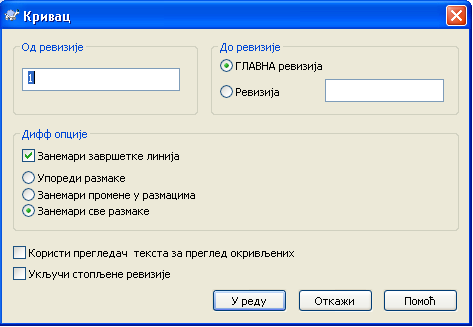 Кривац
Од ревизије
До ревизије
1
ГЛАВНА ревизија
Ревизија
Дифф опције
Занемари завршетке линија
Упореди размаке
Занемари промене у размацима
Занемари све размаке
Користи прегледач текста за преглед окривљених
Укључи стопљене ревизије
У реду
Откажи
Помоћ